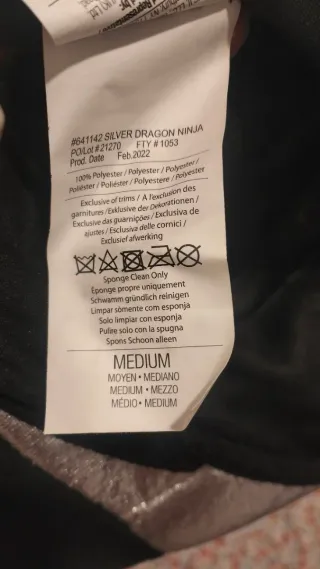 #641142 SILVER DRAGON NINJA
PO/Lot # 21270 FTY # 1053
Prod. Date Feb.2022
100% Polyester / Polyester / Polyester /
Poliéster / Poliéster / Polyestere / Polyester
Exclusive of trims / A l'exclusion des
garnitures / Exklusive der Dekorationen /
Exclusive das guarnições / Exclusiva de
ajustes / Esclusiva delle cornici /
Exclusief afwerking
Sponge Clean Only
Éponge propre uniquement
Schwamm gründlich reinigen
Limpar sòmente com esponja
Solo limpiar con esponja
Pulire solo con la spugna
Spons Schoon alleen
MEDIUM
MOYEN • MEDIANO
MEDIUM • MEZZO
MÉDIO • MEDIUM